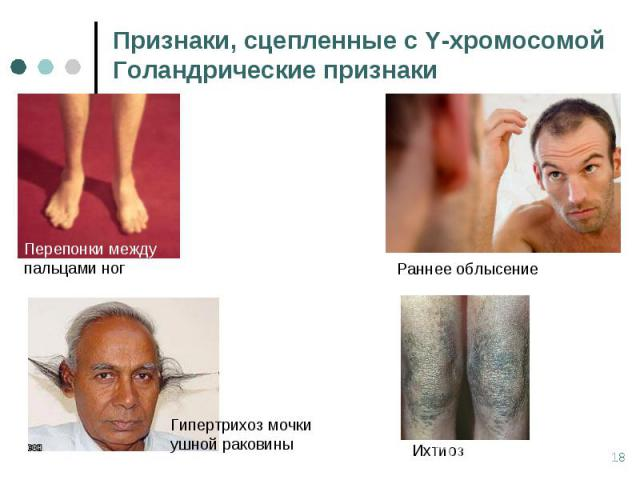 Признаки, сцепленные с Y-хромосомой
Голандрические признаки
Перепонки между
пальцами ног
Раннее облысение
Гипертрихоз мочки
ушной раковины
Ихтиоз
18